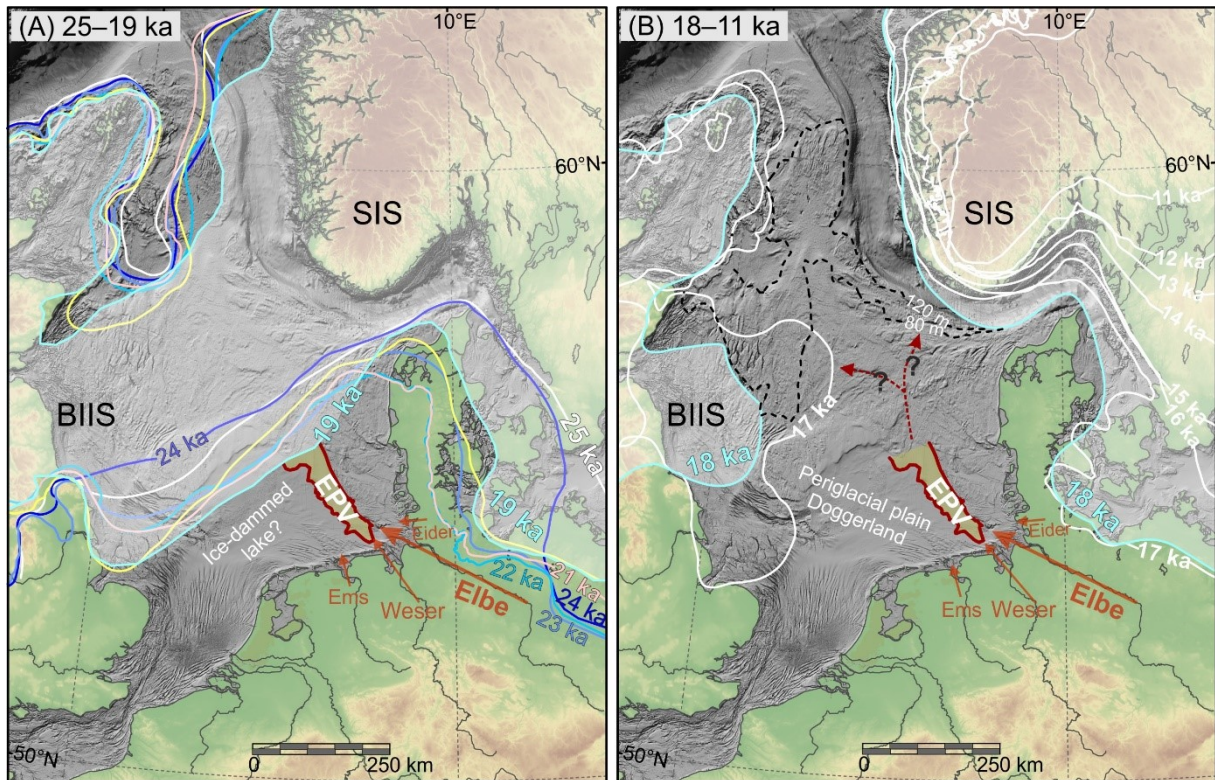 (A) 25–19 ka
10°E
SIS
BIIS
24 ka
19 ka
25 ka
EPV
Ice-dammed
lake?
19 ka
Eider
22 ka
21 ka
24 ka
23 ka
Ems
Weser
Elbe
50°N
0
250 km
(B) 18–11 ka
10°E
60°N
SIS
11 ka
12 ka
13 ka
14 ka
15 ka
16 ka
120 m
80 m
?
?
BIIS
17 ka
18 ka
EPV
Periglacial plain
Doggerland
18 ka
17 ka
Eider
Ems
Weser
Elbe
50°N
0
250 km
60°N